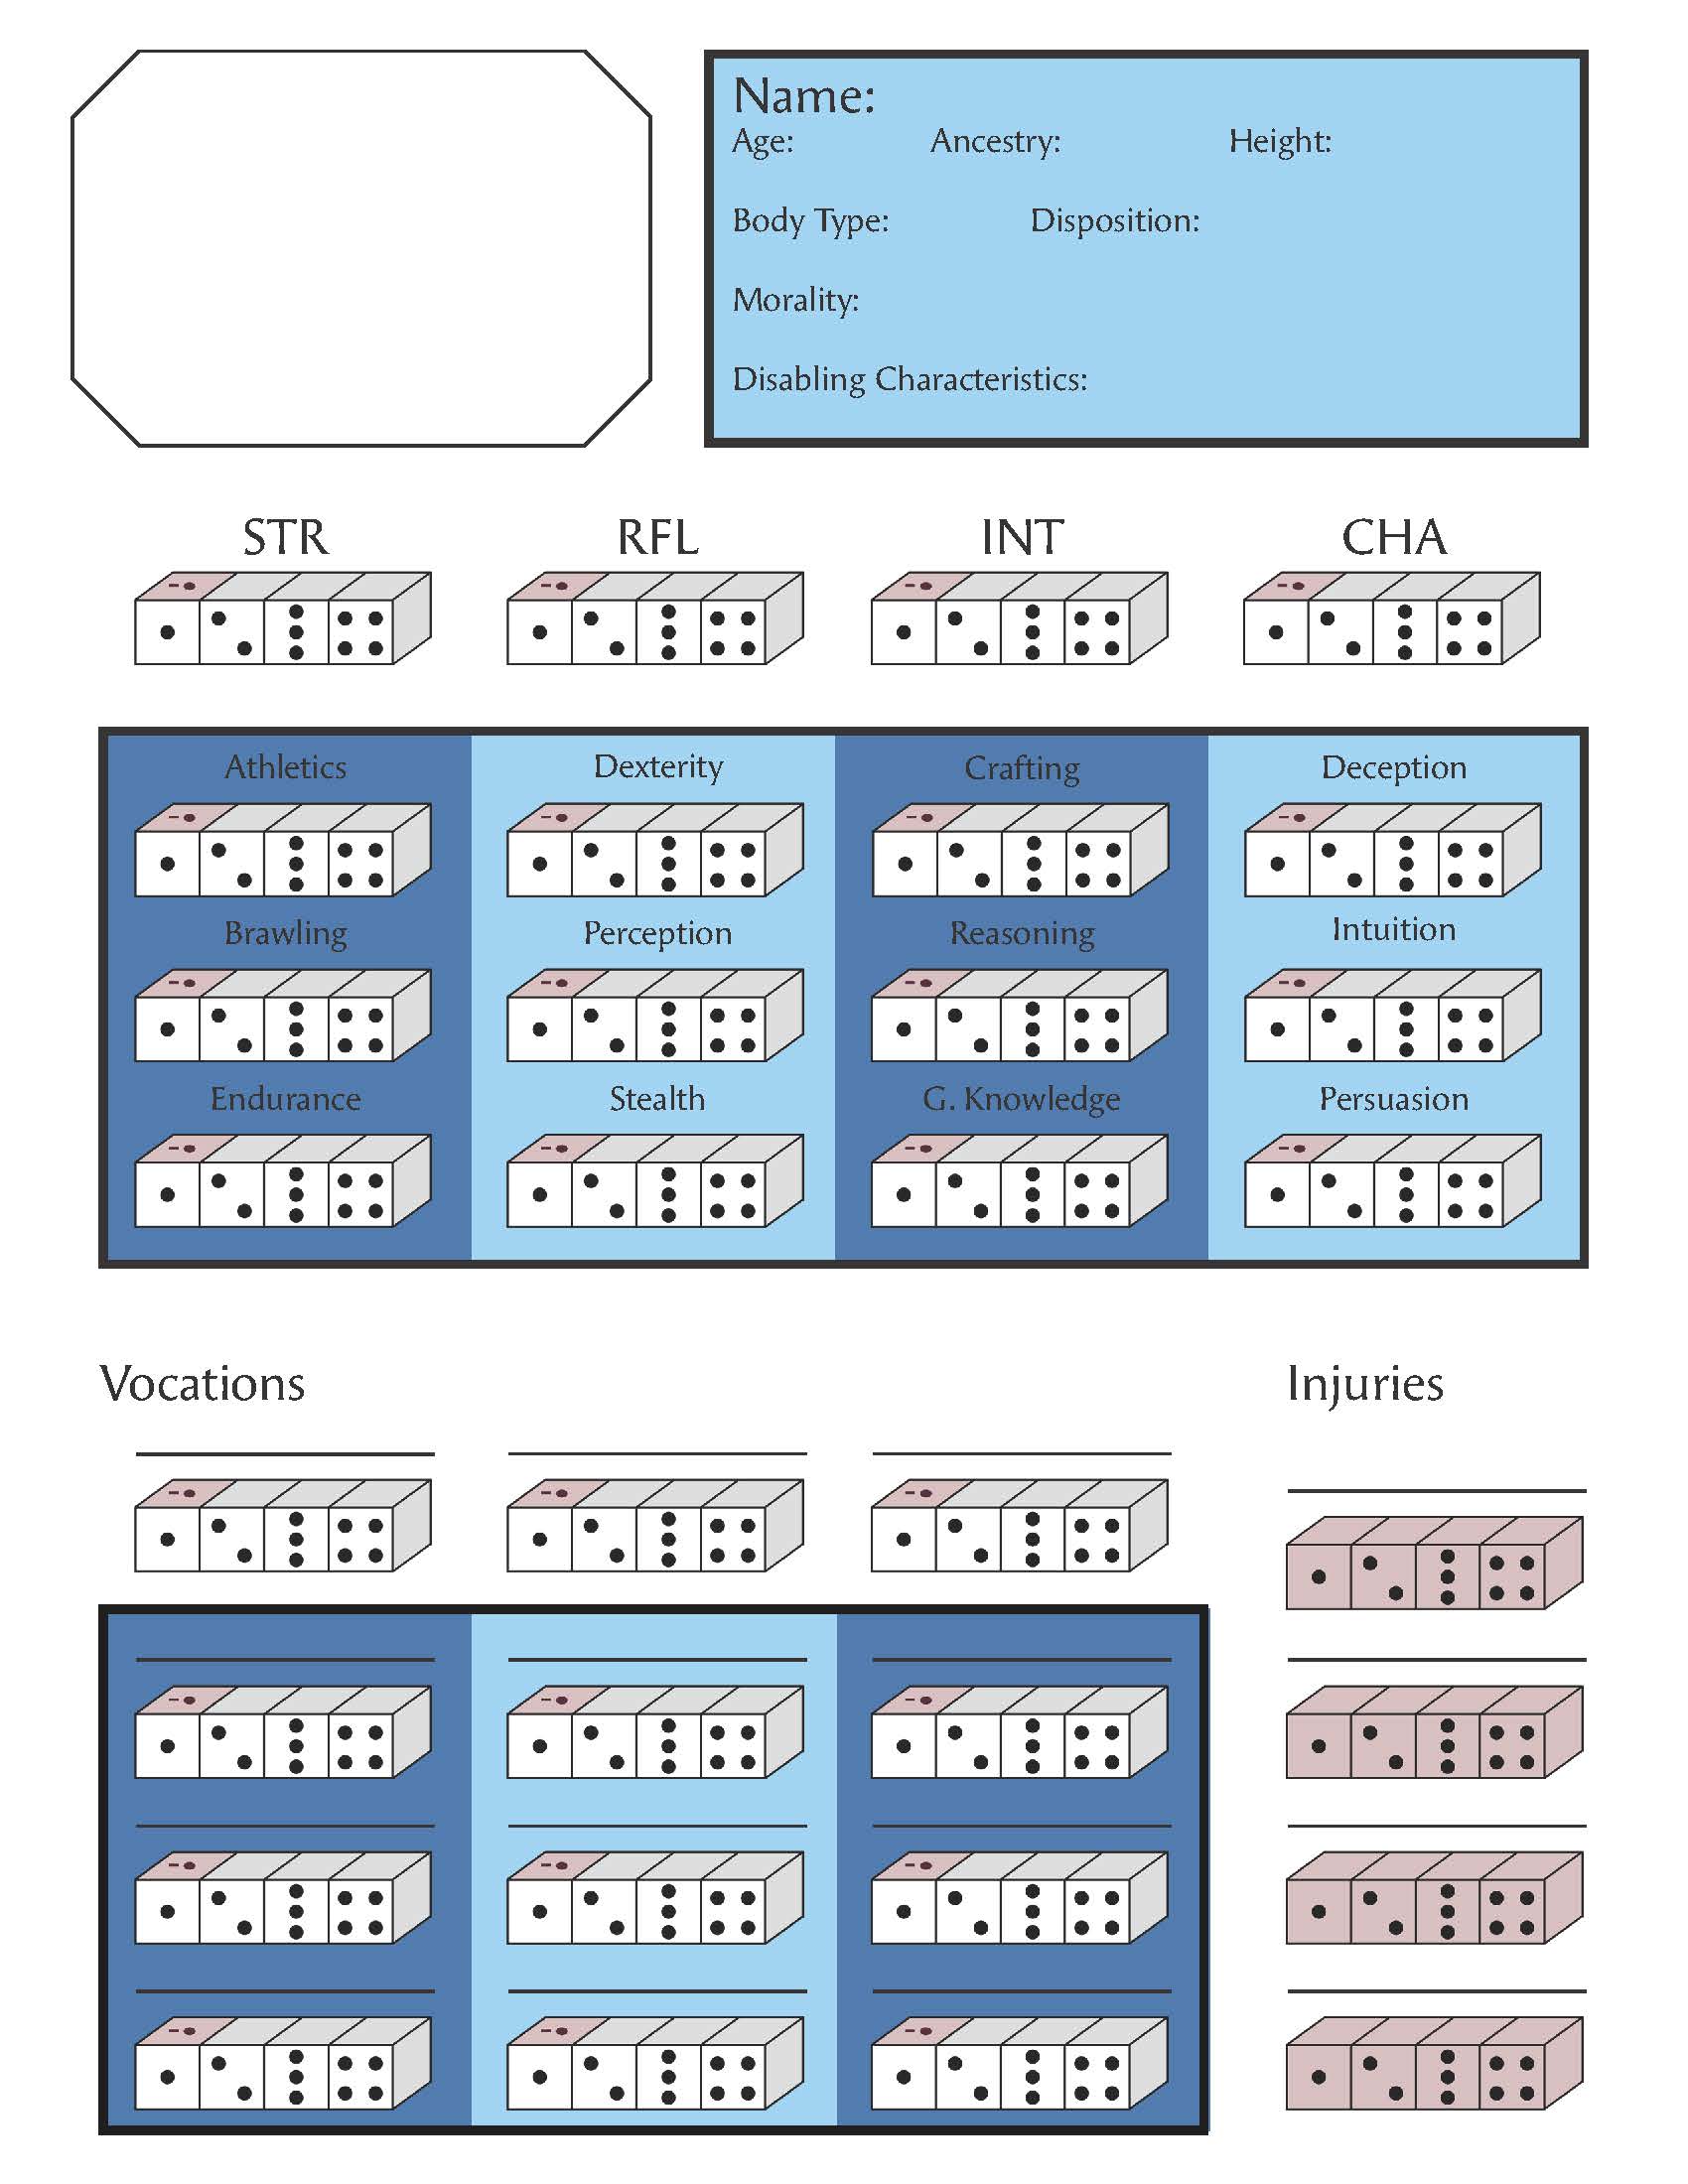 Name:
Age: Ancestry: Height:
Body Type: Disposition:
Morality:
Disabling Characteristics:
STR RFL INT CHA
Athletics Dexterity Crafting Deception
Brawling Perception Reasoning Intuition
Endurance Stealth G. Knowledge Persuasion
Vocations Injuries